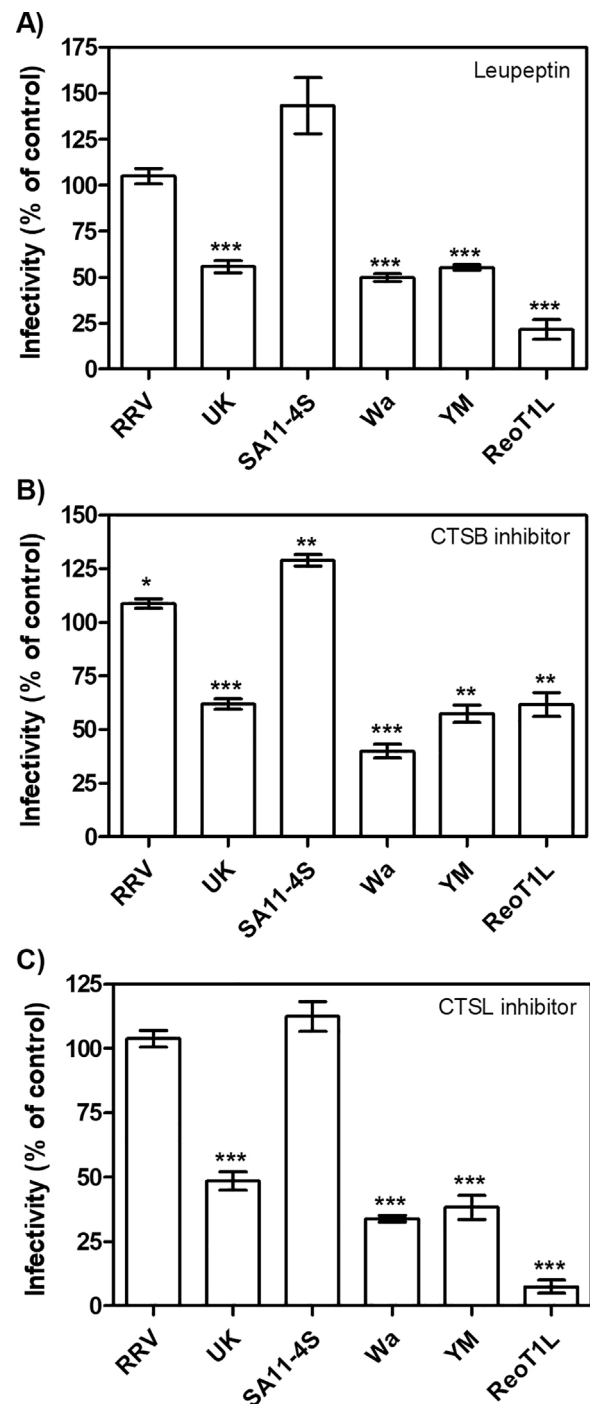 A)
Infectivity (% of control)
175
150
125
100
75
50
25
0
Leupeptin
***
***
***
***
RRV
UK
SA11-4S
Wa
YM
ReoT1L
B)
Infectivity (% of control)
150
125
100
75
50
25
0
CTSB inhibitor
*
***
**
***
**
**
RRV
UK
SA11-4S
Wa
YM
ReoT1L
C)
Infectivity (% of control)
125
100
75
50
25
0
CTSL inhibitor
***
***
***
***
RRV
UK
SA11-4S
Wa
YM
ReoT1L